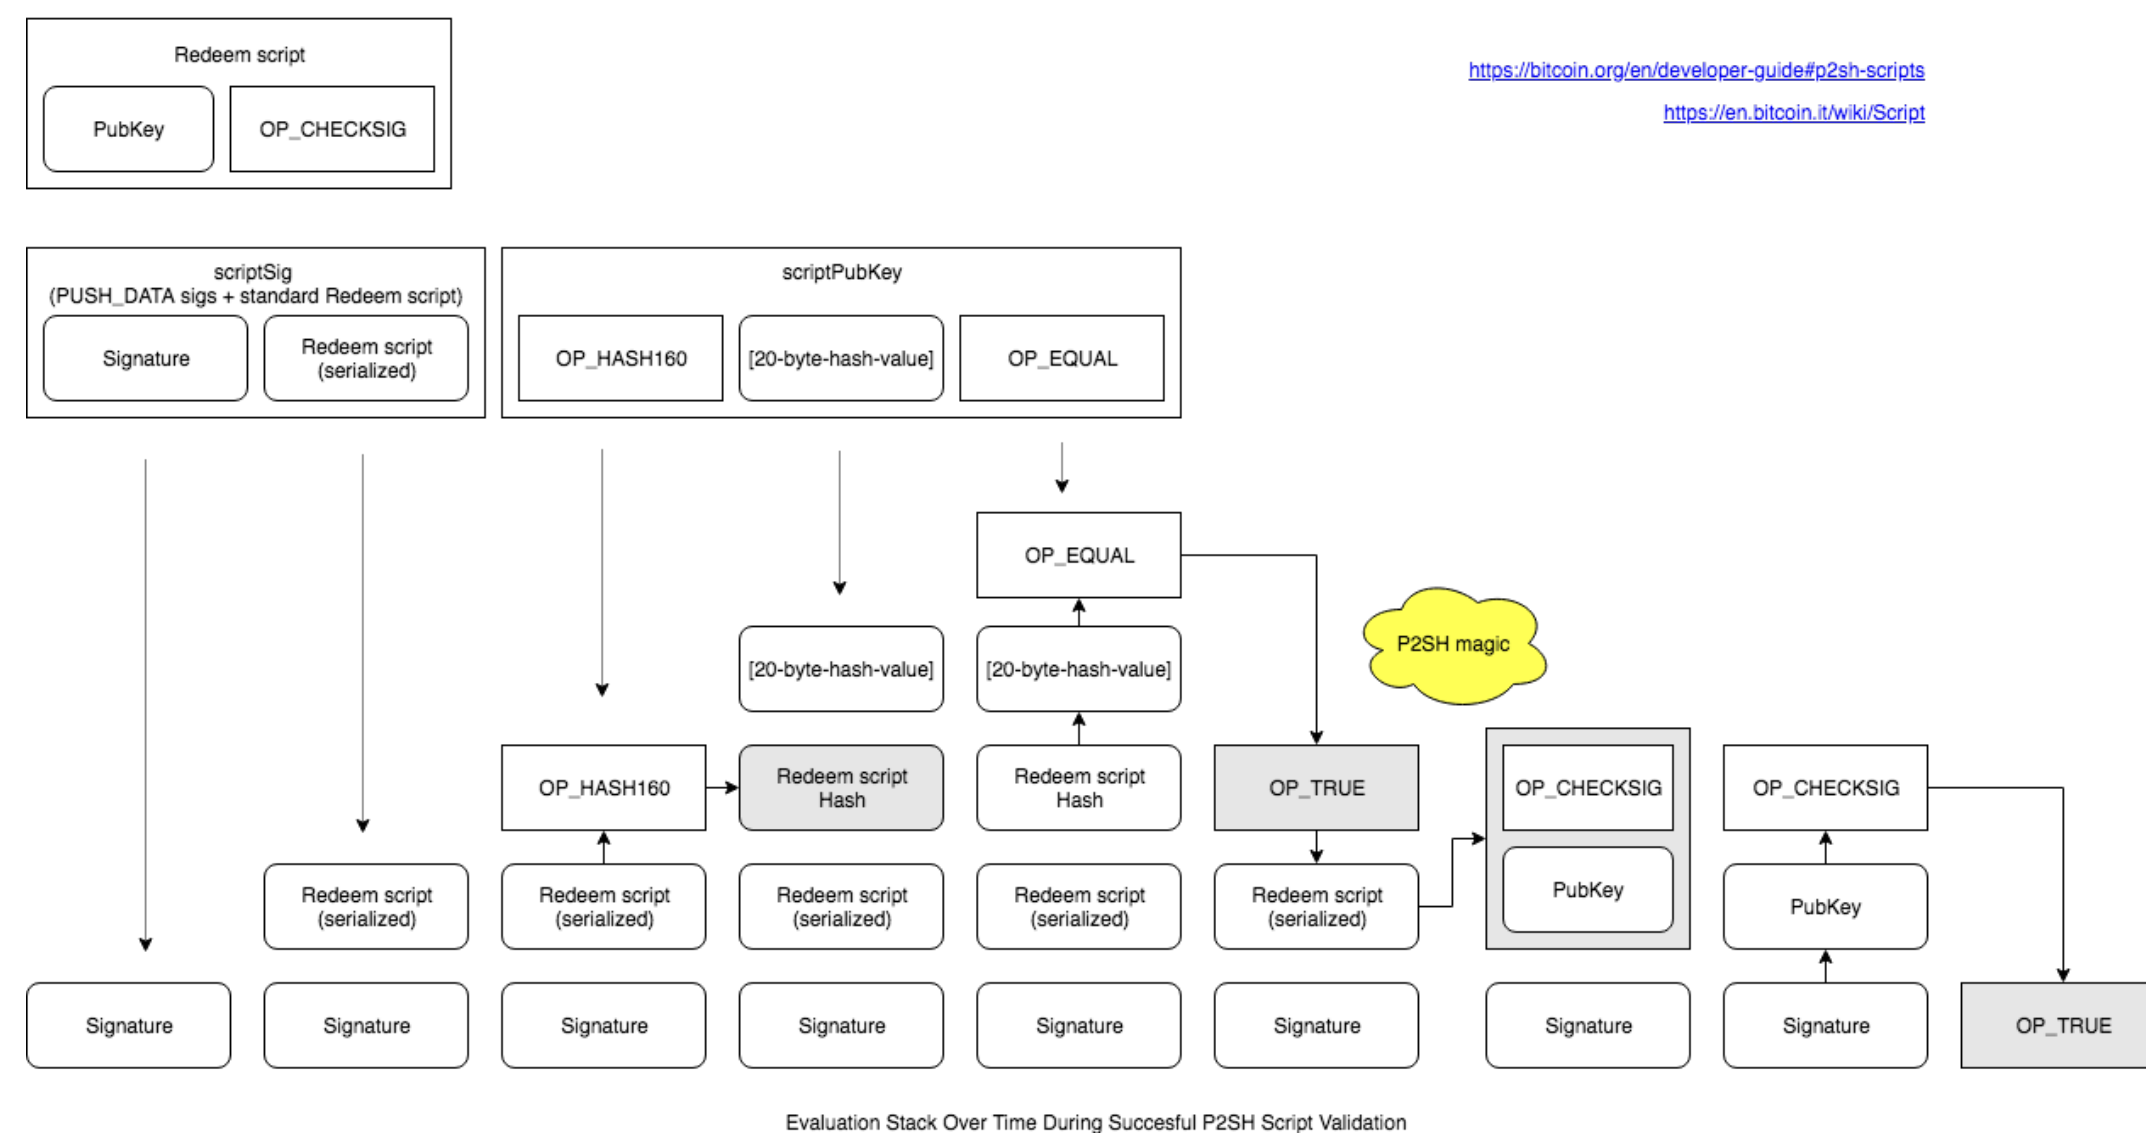 Redeem script
PubKey
OP_CHECKSIG
https://bitcoin.org/en/developer-guide#p2sh-scripts
https://en.bitcoin.it/wiki/Script
scriptSig
(PUSH_DATA sigs + standard Redeem script)
Signature
Redeem script
(serialized)
scriptPubKey
OP_HASH160
[20-byte-hash-value]
OP_EQUAL
OP_EQUAL
P2SH magic
[20-byte-hash-value]
[20-byte-hash-value]
OP_HASH160
Redeem script
Hash
Redeem script
Hash
OP_TRUE
OP_CHECKSIG
OP_CHECKSIG
Redeem script
(serialized)
Redeem script
(serialized)
Redeem script
(serialized)
Redeem script
(serialized)
Redeem script
(serialized)
PubKey
PubKey
Signature
Signature
Signature
Signature
Signature
Signature
Signature
Signature
OP_TRUE
Evaluation Stack Over Time During Succesful P2SH Script Validation